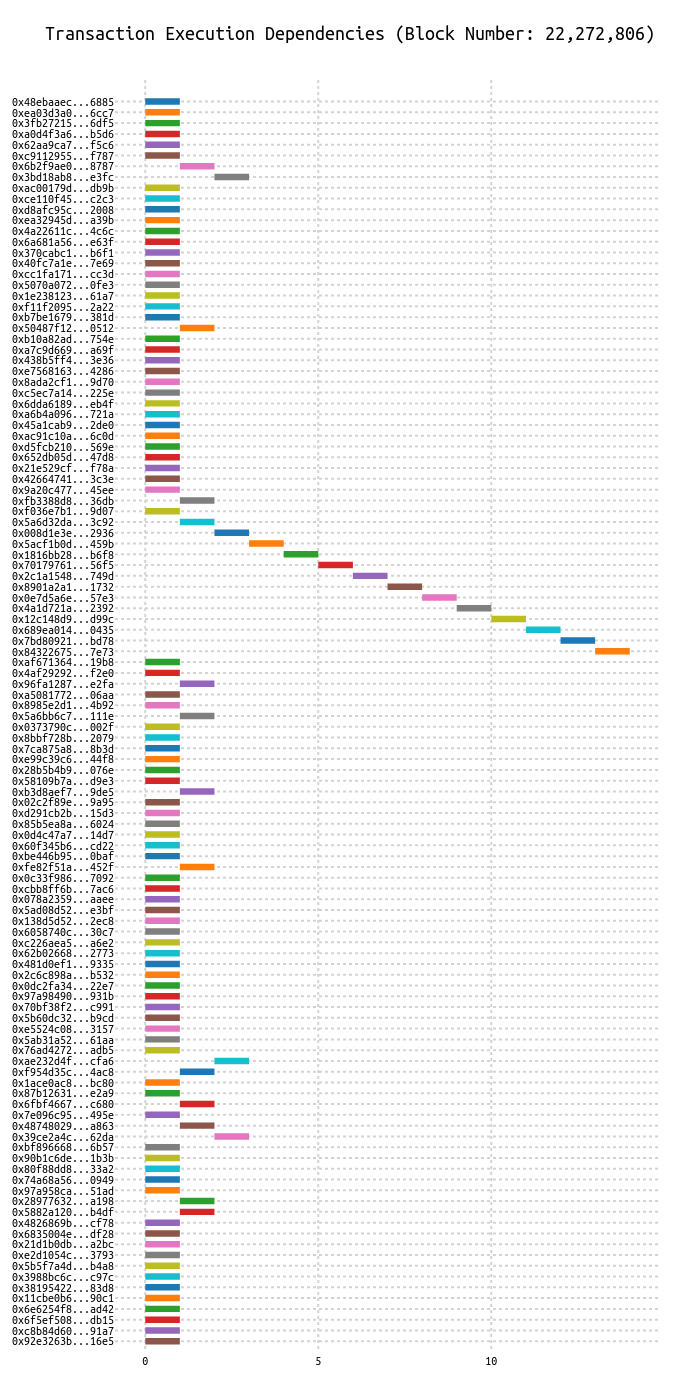 Transaction Execution Dependencies (Block Number: 22,272,806)
0x48ebaaec...6885
0xea03d3a0...6cc7
0x3fb27215...6df5
0xa0d4f3a6...b5d6
0x62aa9ca7...f5c6
0xc9112955...f787
0x6b2f9ae0...8787
0x3bd18ab8...e3fc
0xac00179d...db9b
0xce110f45...c2c3
0xd8afc95c...2008
0xea32945d...a39b
0x4a22611c...4c6c
0x6a681a56...e63f
0x370cabc1...b6f1
0x40fc7a1e...7e69
0xcc1fa171...cc3d
0x5070a072...0fe3
0x1e238123...61a7
0xf11f2095...2a22
0xb7be1679...381d
0x50487f12...0512
0xb10a82ad...754e
0xa7c9d669...a69f
0x438b5ff4...3e36
0xe7568163...4286
0x8ada2cf1...9d70
0xc5ec7a14...225e
0x6dda6189...eb4f
0xa6b4a096...721a
0x45a1cab9...2de0
0xac91c10a...6c0d
0xd5fcb210...569e
0x652db05d...47d8
0x21e529cf...f78a
0x42664741...3c3e
0x9a20c477...45ee
0xfb3388d8...36db
0xf036e7b1...9d07
0x5a6d32da...3c92
0x008d1e3e...2936
0x5acf1b0d...459b
0x1816bb28...b6f8
0x70179761...56f5
0x2c1a1548...749d
0x8901a2a1...1732
0x0e7d5a6e...57e3
0x4a1d721a...2392
0x12c148d9...d99c
0x689ea014...0435
0x7bd80921...bd78
0x84322675...7e73
0xaf671364...19b8
0x4af29292...f2e0
0x96fa1287...e2fa
0xa5081772...06aa
0x8985e2d1...4b92
0x5a6bb6c7...111e
0x0373790c...002f
0x8bbf728b...2079
0x7ca875a8...8b3d
0xe99c39c6...44f8
0x28b5b4b9...076e
0x58109b7a...d9e3
0xb3d8aef7...9de5
0x02c2f89e...9a95
0xd291cb2b...15d3
0x85b5ea8a...6024
0x0d4c47a7...14d7
0x60f345b6...cd22
0xbe446b95...0baf
0xfe82f51a...452f
0x0c33f986...7092
0xcbb8ff6b...7ac6
0x078a2359...aaee
0x5ad08d52...e3bf
0x138d5d52...2ec8
0x6058740c...30c7
0xc226aea5...a6e2
0x62b02668...2773
0x481d0ef1...9335
0x2c6c898a...b532
0x0dc2fa34...22e7
0x97a98490...931b
0x70bf38f2...c991
0x5b60dc32...b9cd
0xe5524c08...3157
0x5ab31a52...61aa
0x76ad4272...adb5
0xae232d4f...cfa6
0xf954d35c...4ac8
0x1ace0ac8...bc80
0x87b12631...e2a9
0x6fbf4667...c680
0x7e096c95...495e
0x48748029...a863
0x39ce2a4c...62da
0xbf896668...6b57
0x90b1c6de...1b3b
0x80f88dd8...33a2
0x74a68a56...0949
0x97a958ca...51ad
0x28977632...a198
0x5882a120...b4df
0x4826869b...cf78
0x6835004e...df28
0x21d1b0db...a2bc
0xe2d1054c...3793
0x5b5f7a4d...b4a8
0x3988bc6c...c97c
0x38195422...83d8
0x11cbe0b6...90c1
0x6e6254f8...ad42
0x6f5ef508...db15
0xc8b84d60...91a7
0x92e3263b...16e5
0 5 10